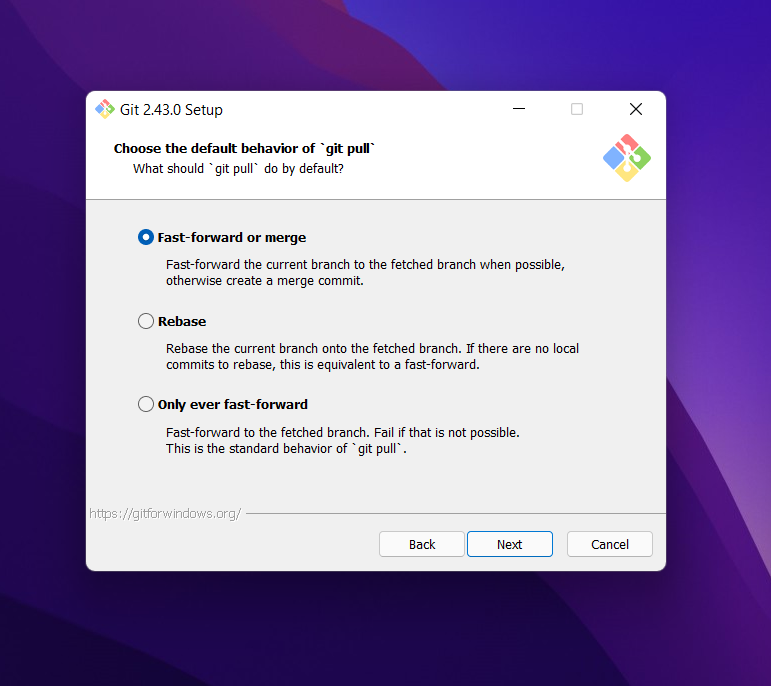 Git 2.43.0 Setup
Choose the default behavior of `git pull`
What should `git pull` do by default?
Fast-forward or merge
Fast-forward the current branch to the fetched branch when possible,
otherwise create a merge commit.
Rebase
Rebase the current branch onto the fetched branch. If there are no local
commits to rebase, this is equivalent to a fast-forward.
Only ever fast-forward
Fast-forward to the fetched branch. Fail if that is not possible.
This is the standard behavior of `git pull`.
https://gitforwindows.org/
Back Next Cancel